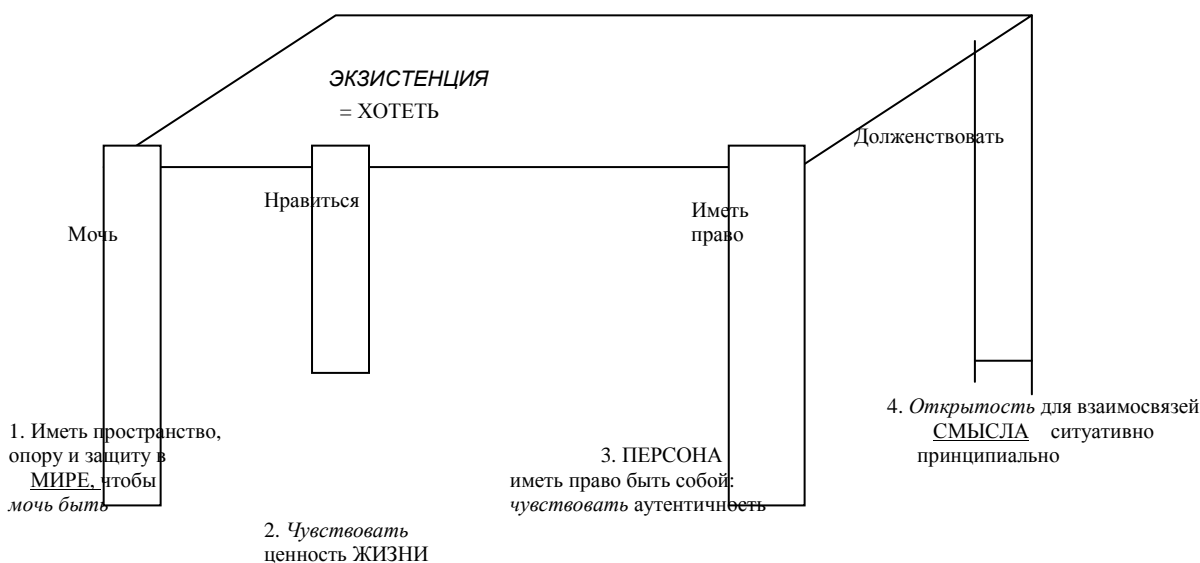 ЭКЗИСТЕНЦИЯ
= ХОТЕТЬ
Долженствовать
Нравиться
Иметь
право
Мочь
1. Иметь пространство,
опору и защиту в
МИРЕ, чтобы
мочь быть
2. Чувствовать
ценность ЖИЗНИ
3. ПЕРСОНА
иметь право быть собой:
чувствовать аутентичность
4. Открытость для взаимосвязей
СМЫСЛА ситуативно
принципиально